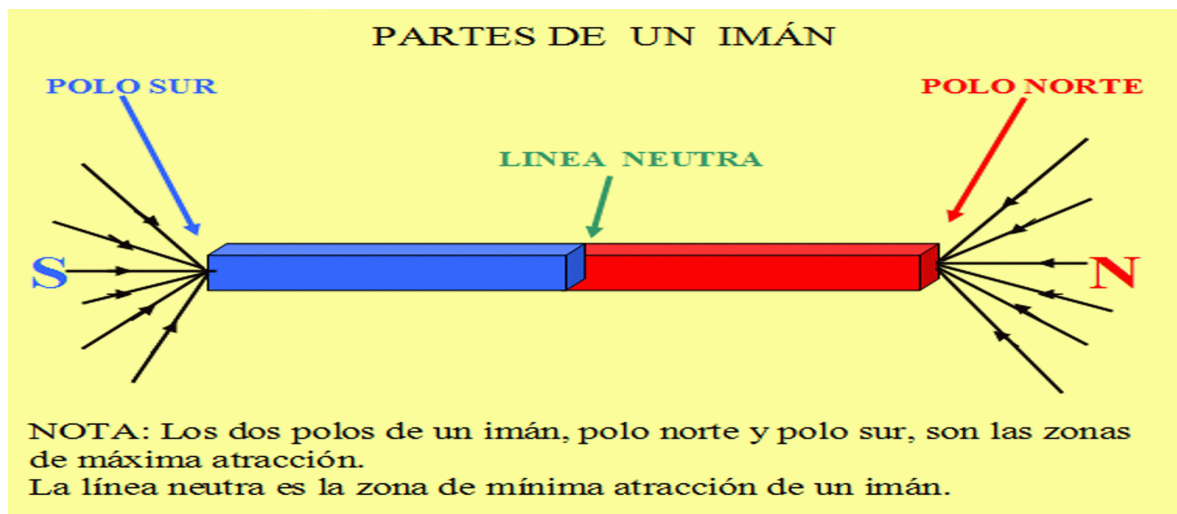 PARTES DE UN IMÁN
POLO SUR
POLO NORTE
LINEA NEUTRA
S
N
NOTA: Los dos polos de un imán, polo norte y polo sur, son las zonas
de máxima atracción.
La línea neutra es la zona de mínima atracción de un imán.